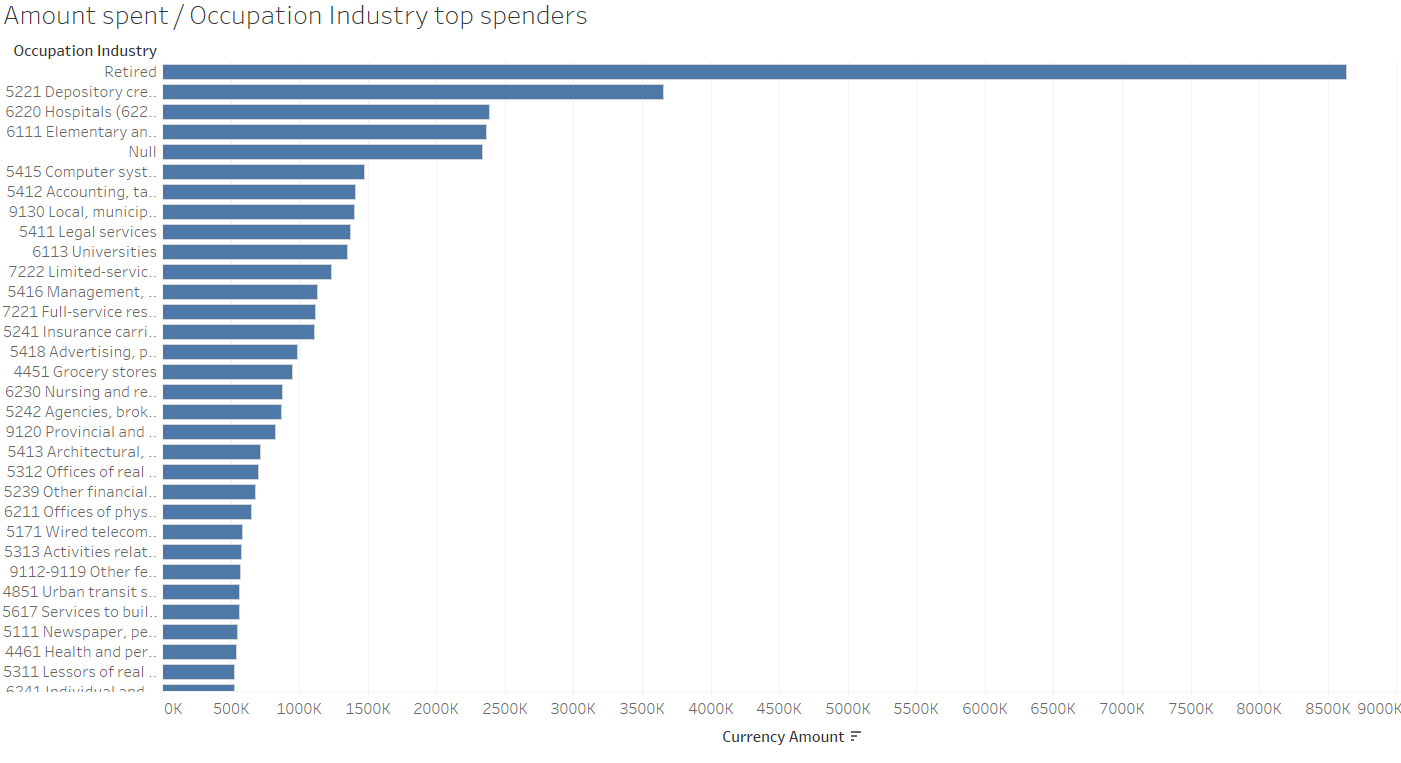 Amount spent / Occupation Industry top spenders
Occupation Industry
Retired
5221 Depository cre..
6220 Hospitals (622..
6111 Elementary an..
Null
5415 Computer syst..
5412 Accounting, ta..
9130 Local, municip..
5411 Legal services
6113 Universities
7222 Limited-servic..
5416 Management, ..
7221 Full-service res..
5241 Insurance carri..
5418 Advertising, p..
4451 Grocery stores
6230 Nursing and re..
5242 Agencies, brok..
9120 Provincial and ..
5413 Architectural, ..
5312 Offices of real ..
5239 Other financial..
6211 Offices of phys..
5171 Wired telecom..
5313 Activities relat..
9112-9119 Other fe..
4851 Urban transit s..
5617 Services to buil..
5111 Newspaper, pe..
4461 Health and per..
5311 Lessors of real ..
6241 Individual and..
0K 500K 1000K 1500K 2000K 2500K 3000K 3500K 4000K 4500K 5000K 5500K 6000K 6500K 7000K 7500K 8000K 8500K 9000K
Currency Amount